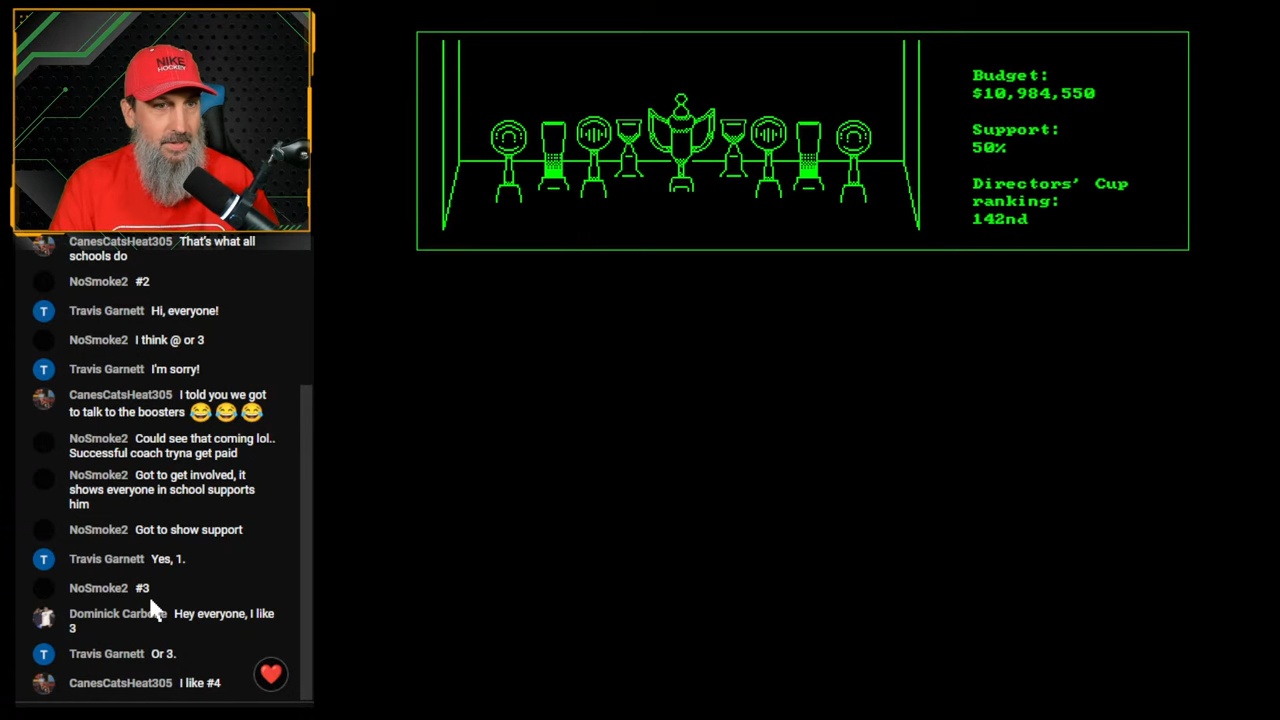 NIKE
HOCKEY
CanesCatsHeat305 That's what all
schools do
NoSmoke2 #2
T Travis Garnett Hi, everyone!
NoSmoke2 I think @ or 3
T Travis Garnett I'm sorry!
CanesCatsHeat305 I told you we got
to talk to the boosters 😂 😂 😂
NoSmoke2 Could see that coming lol..
Successful coach tryna get paid
NoSmoke2 Got to get involved, it
shows everyone in school supports
him
NoSmoke2 Got to show support
T Travis Garnett Yes, 1.
NoSmoke2 #3
Dominick Hey everyone, I like
3
T Travis Garnett Or 3.
CanesCatsHeat305 I like #4
Budget:
$10,984,550
Support:
50%
Directors' Cup
ranking:
142nd